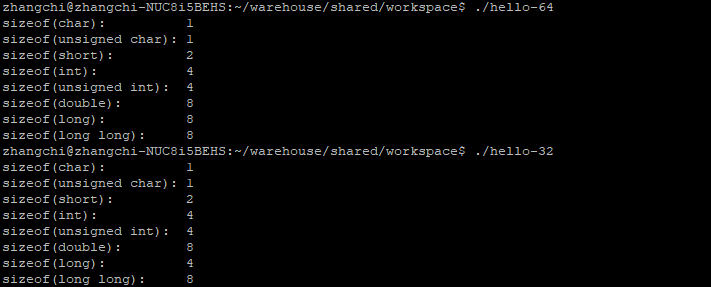 zhangchi@zhangchi-NUC8i5BEHS:~/warehouse/shared/workspace$ ./hello-64
sizeof(char):          1
sizeof(unsigned char): 1
sizeof(short):         2
sizeof(int):           4
sizeof(unsigned int):  4
sizeof(double):        8
sizeof(long):          8
sizeof(long long):     8
zhangchi@zhangchi-NUC8i5BEHS:~/warehouse/shared/workspace$ ./hello-32
sizeof(char):          1
sizeof(unsigned char): 1
sizeof(short):         2
sizeof(int):           4
sizeof(unsigned int):  4
sizeof(double):        8
sizeof(long):          4
sizeof(long long):     8